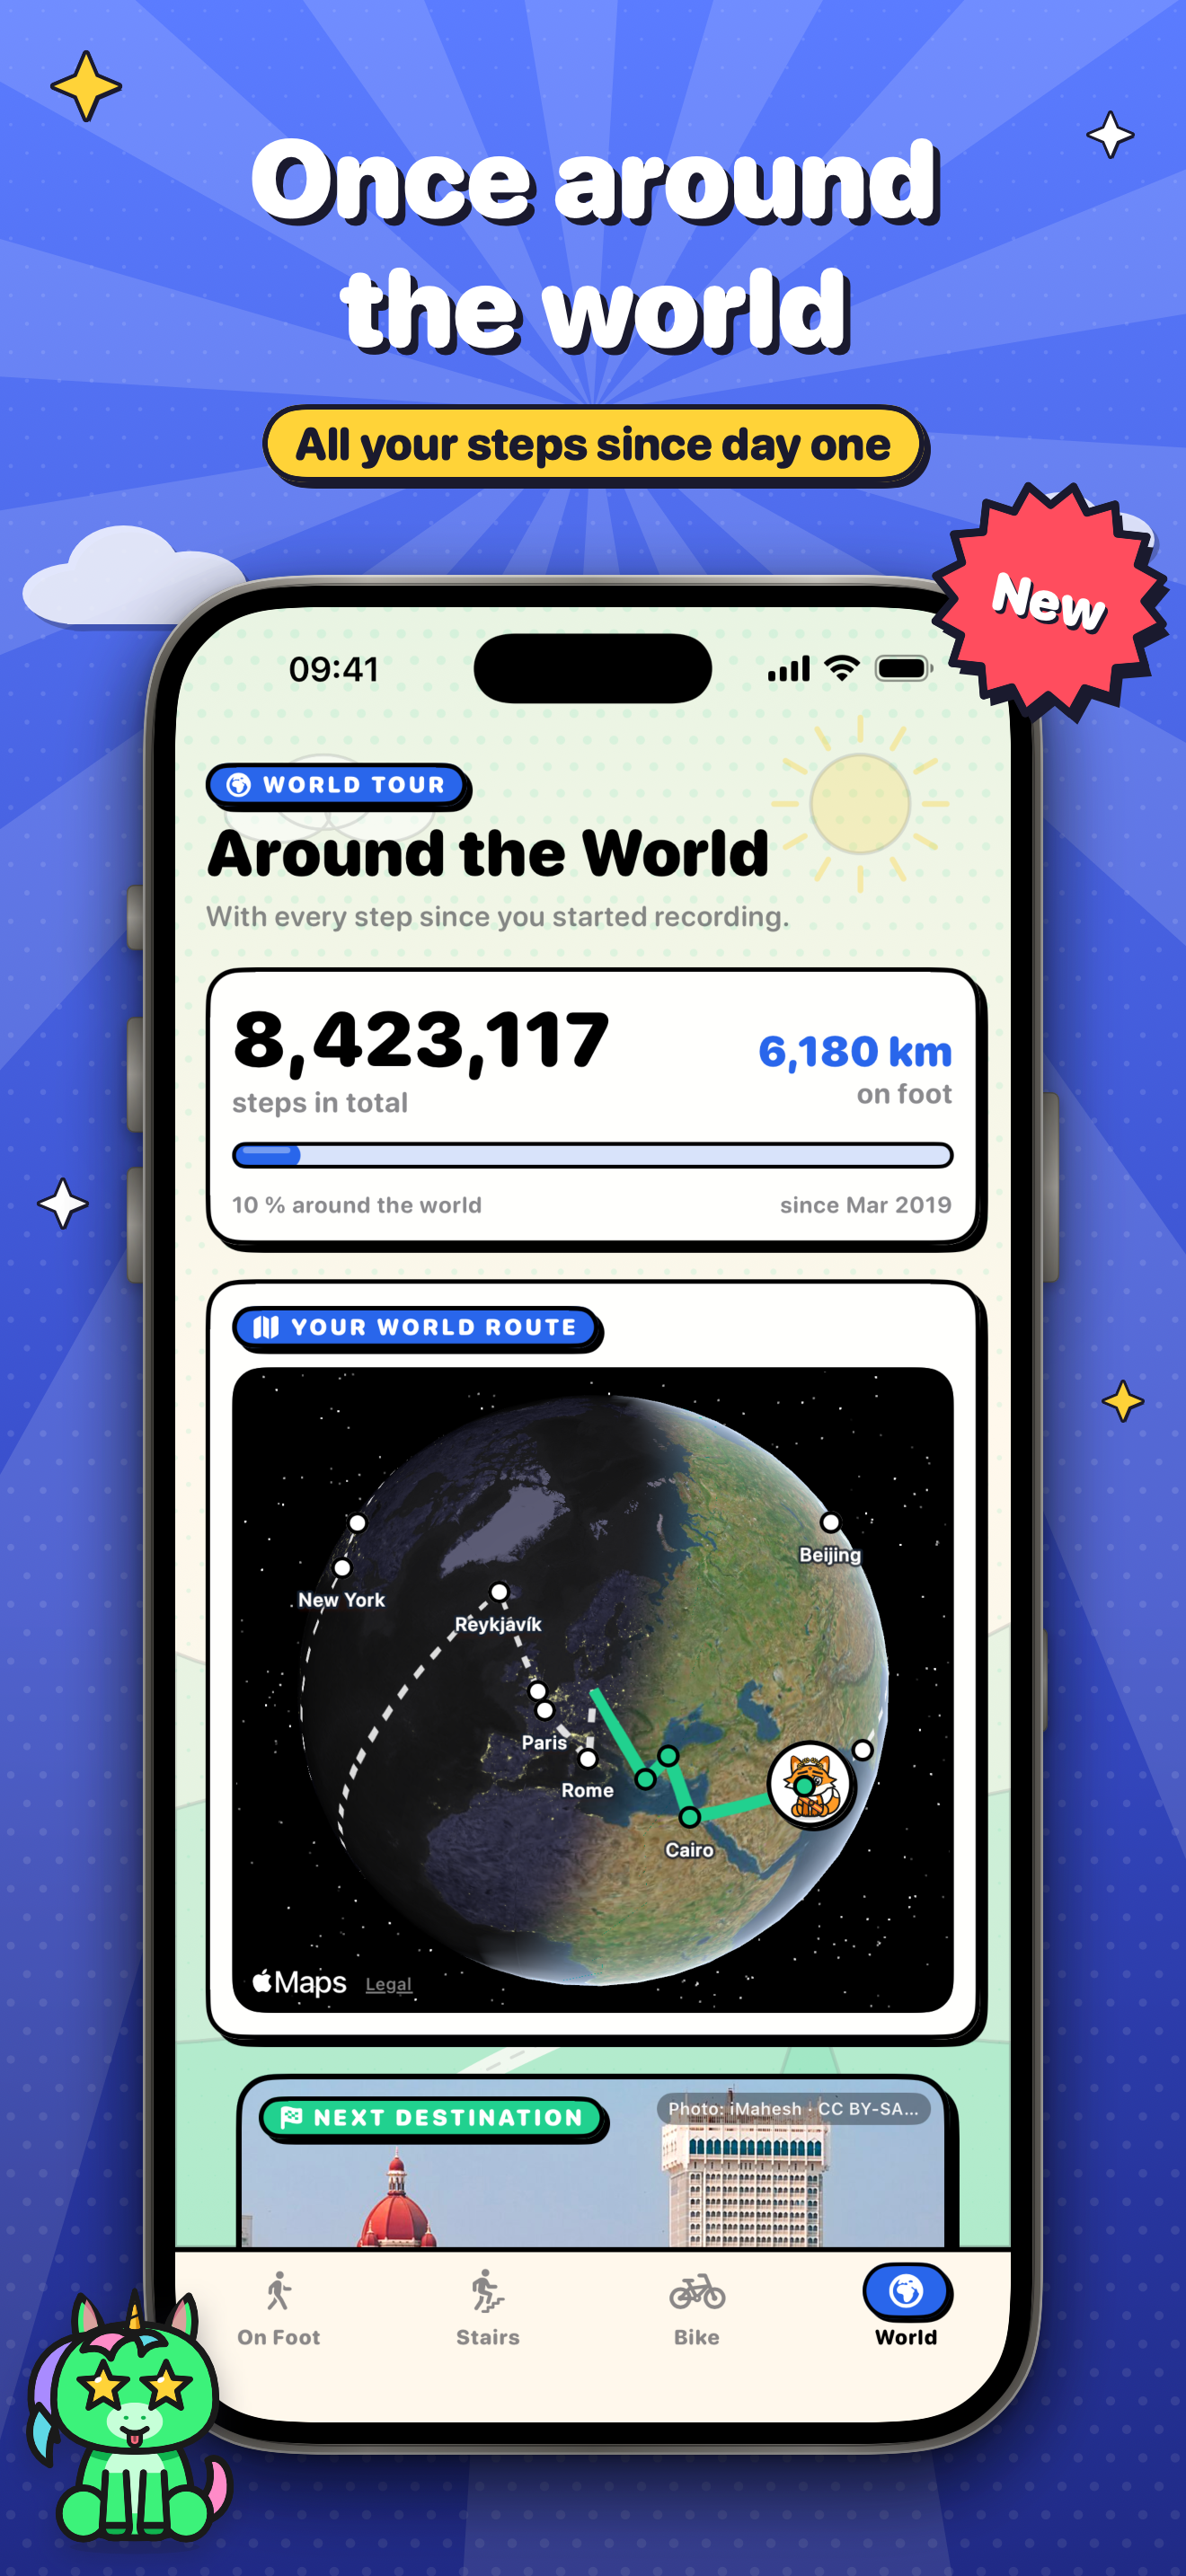 Once around
the world
All your steps since day one
New
09:41
WORLD TOUR
Around the World
With every step since you started recording.
8,423,117
6,180 km
steps in total
on foot
10 % around the world
since Mar 2019
YOUR WORLD ROUTE
Beijing
New York
Reykjavík
Paris
Rome
Cairo
Maps
Legal
NEXT DESTINATION
Photo: iMahesh · CC BY-SA...
On Foot
Stairs
Bike
World